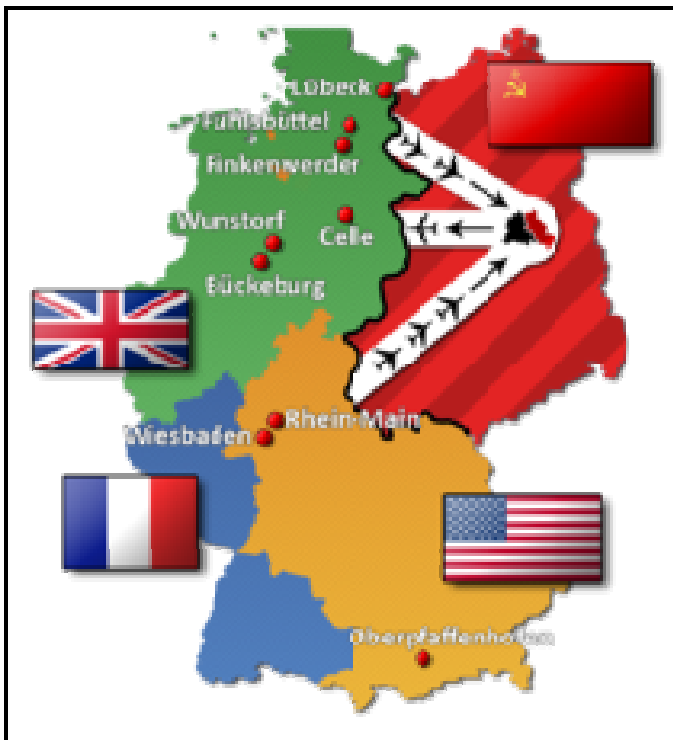 Lübeck
Fuhlsbüttel
Finkenwerder
Wunstorf
Celle
Bückeburg
Rhein-Main
Wiesbaden
Oberpfaffenhofen